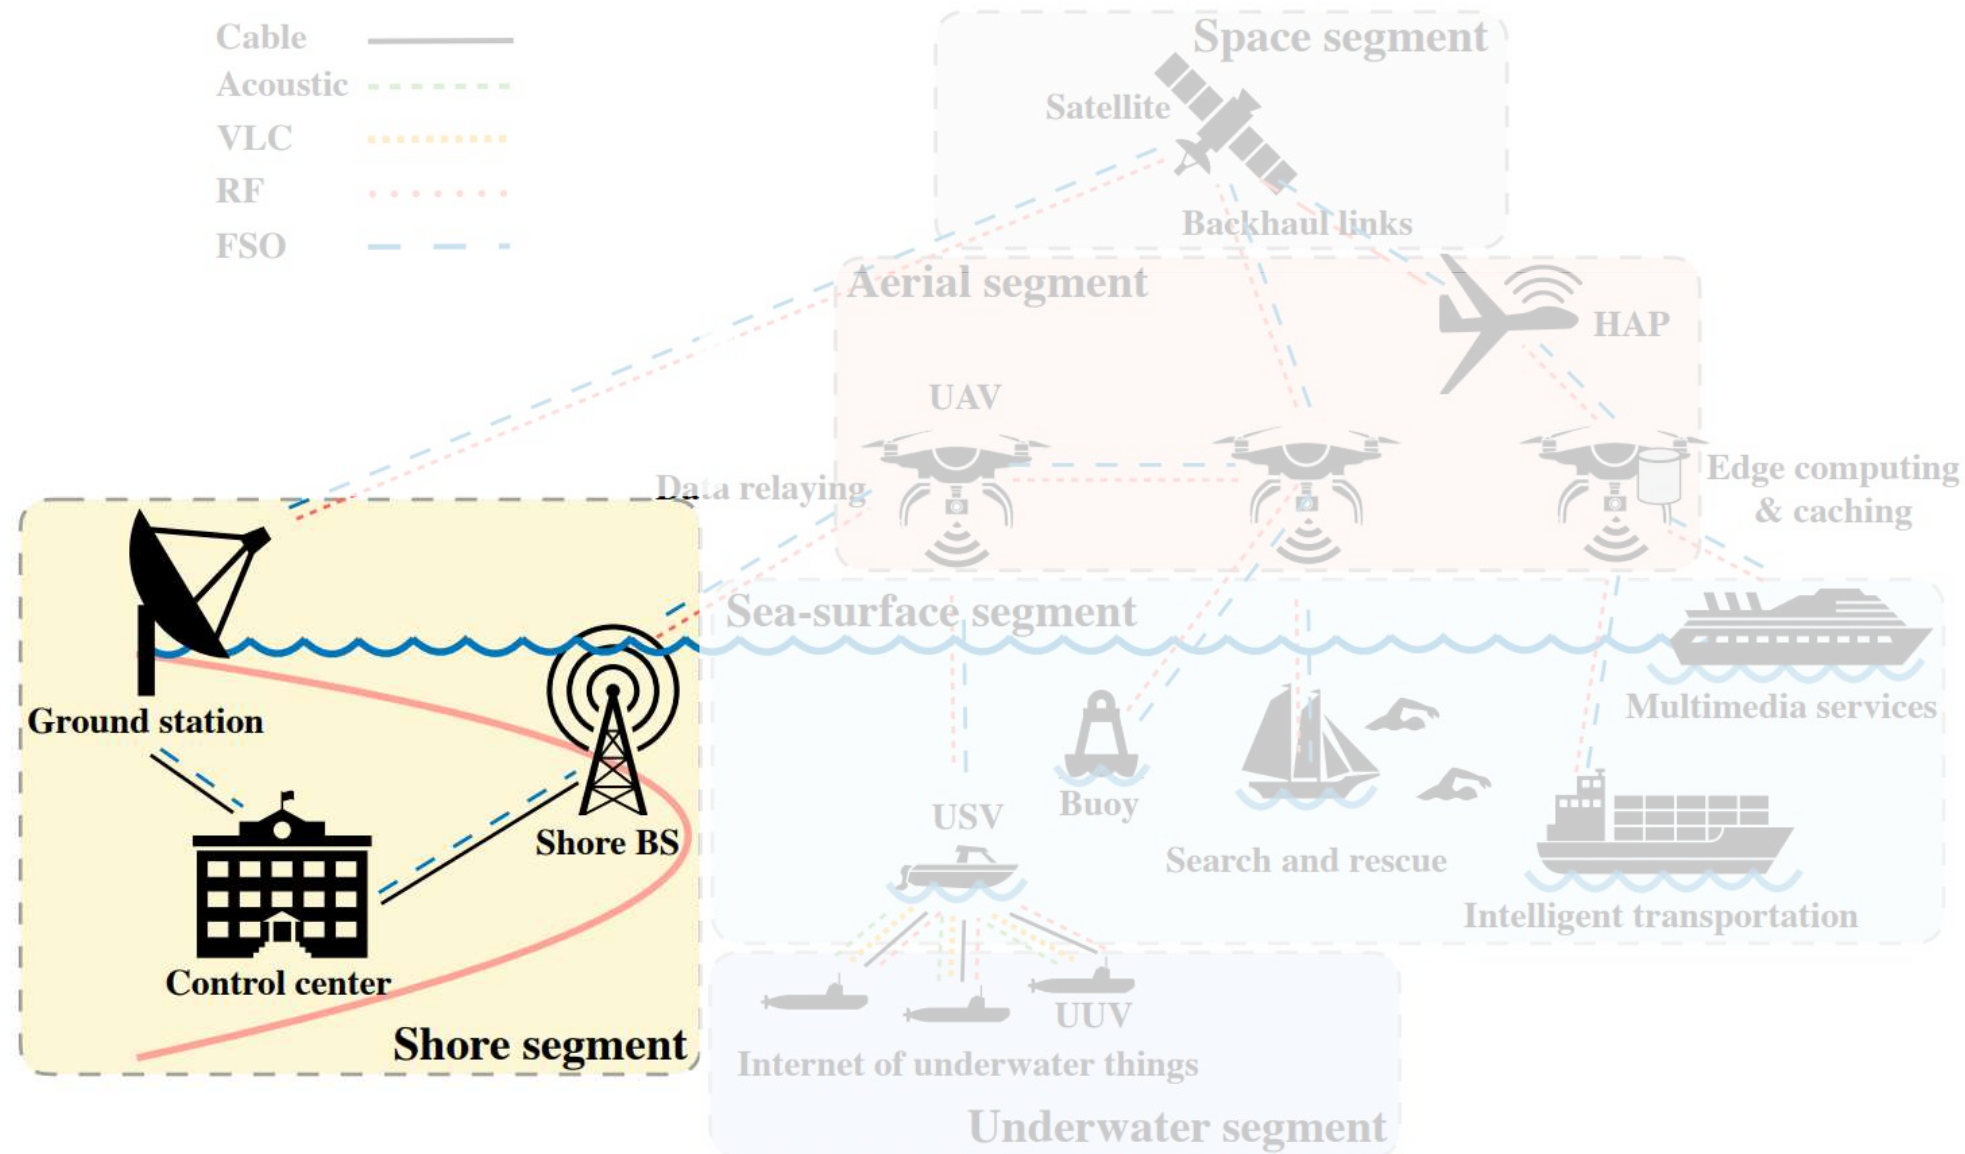 Cable
Acoustic
VLC
RF
FSO
Space segment
Satellite
Backhaul links
Aerial segment
HAP
UAV
Data relaying
Edge computing
& caching
Sea-surface segment
Multimedia services
Ground station
Shore BS
Buoy
USV
Search and rescue
Intelligent transportation
Control center
Shore segment
UUV
Internet of underwater things
Underwater segment